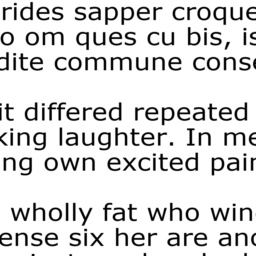 rides sapper croque
o om ques cu bis, is
dite commune conse
it differed repeated
king laughter. In me
ng own excited pain
wholly fat who win
ense six her are and